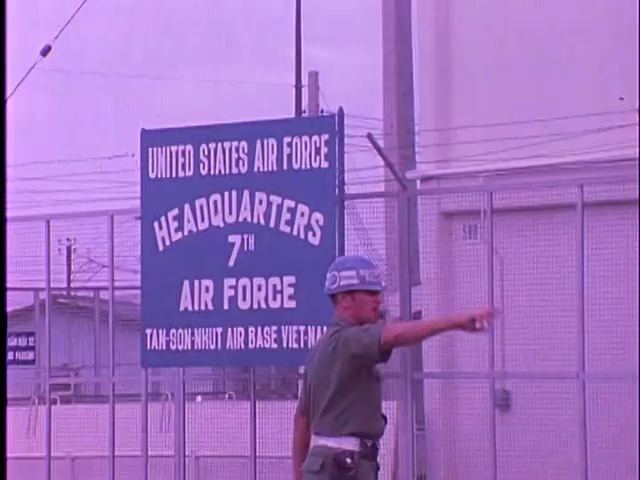 UNITED STATES AIR FORCE
HEADQUARTERS
7TH
AIR FORCE
TAN-SON-NHUT AIR BASE VIET-NAM